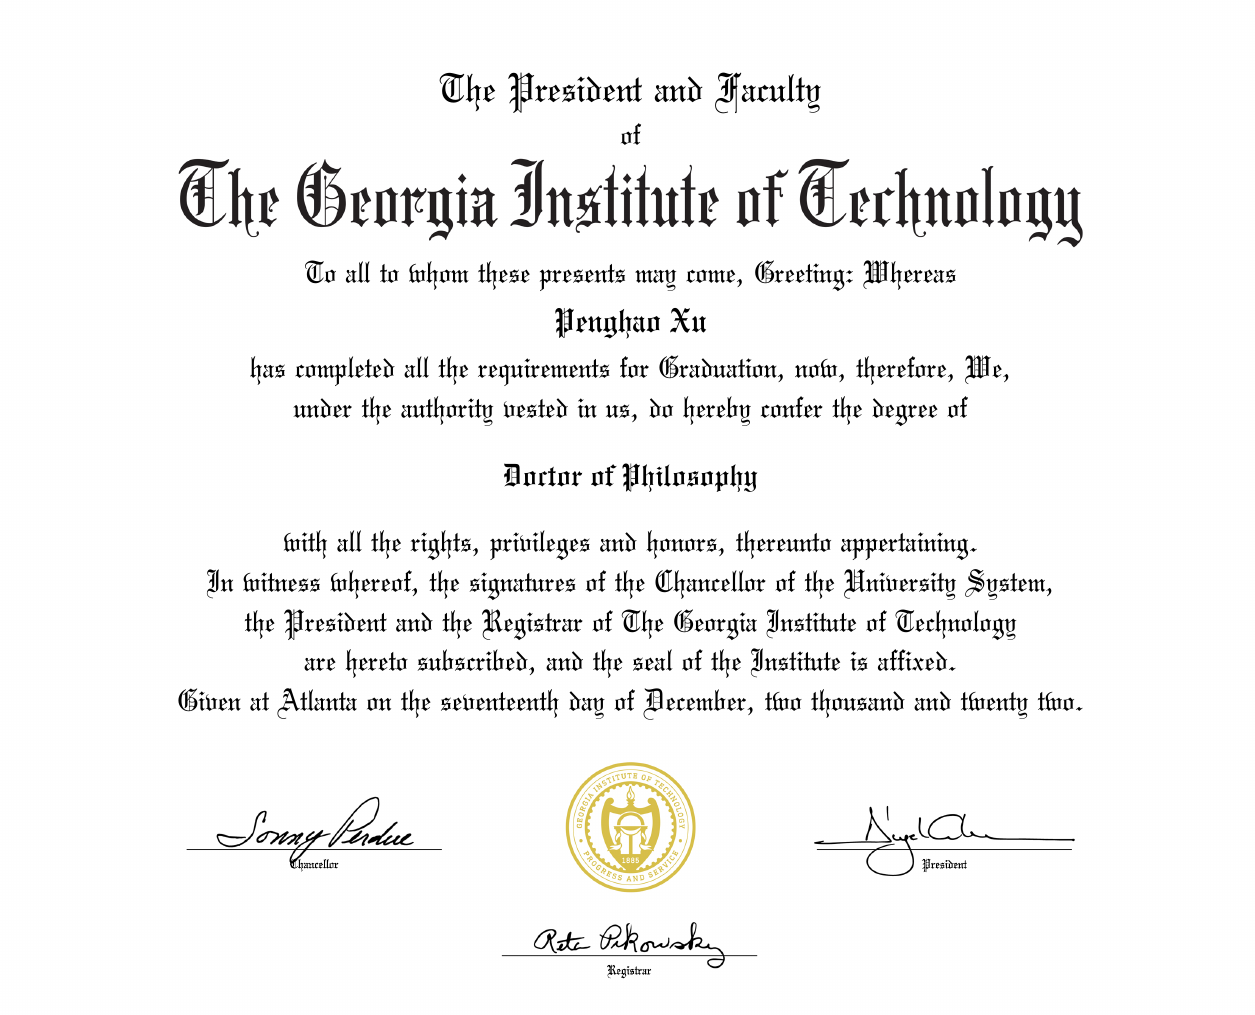 The President and Faculty
of
The Georgia Institute of Technology
To all to whom these presents may come, Greeting: Whereas
Penghao Xu
has completed all the requirements for Graduation, now, therefore, We,
under the authority vested in us, do hereby confer the degree of
Doctor of Philosophy
with all the rights, privileges and honors, thereunto appertaining.
In witness whereof, the signatures of the Chancellor of the University System,
the President and the Registrar of The Georgia Institute of Technology
are hereto subscribed, and the seal of the Institute is affixed.
Given at Atlanta on the seventeenth day of December, two thousand and twenty two.
GEORGIA INSTITUTE OF TECHNOLOGY
1885
PROGRESS AND SERVICE
Sonny Perdue
Chancellor
President
Reta Pikowsky
Registrar